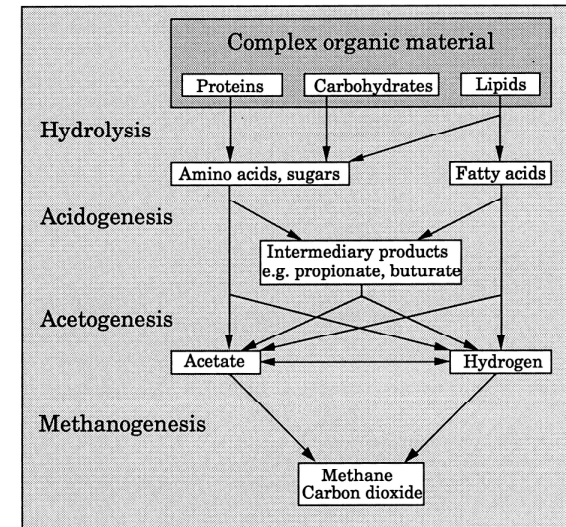 Complex organic material
Proteins
Carbohydrates
Lipids
Hydrolysis
Amino acids, sugars
Fatty acids
Acidogenesis
Intermediary products
e.g. propionate, buturate
Acetogenesis
Acetate
Hydrogen
Methanogenesis
Methane
Carbon dioxide